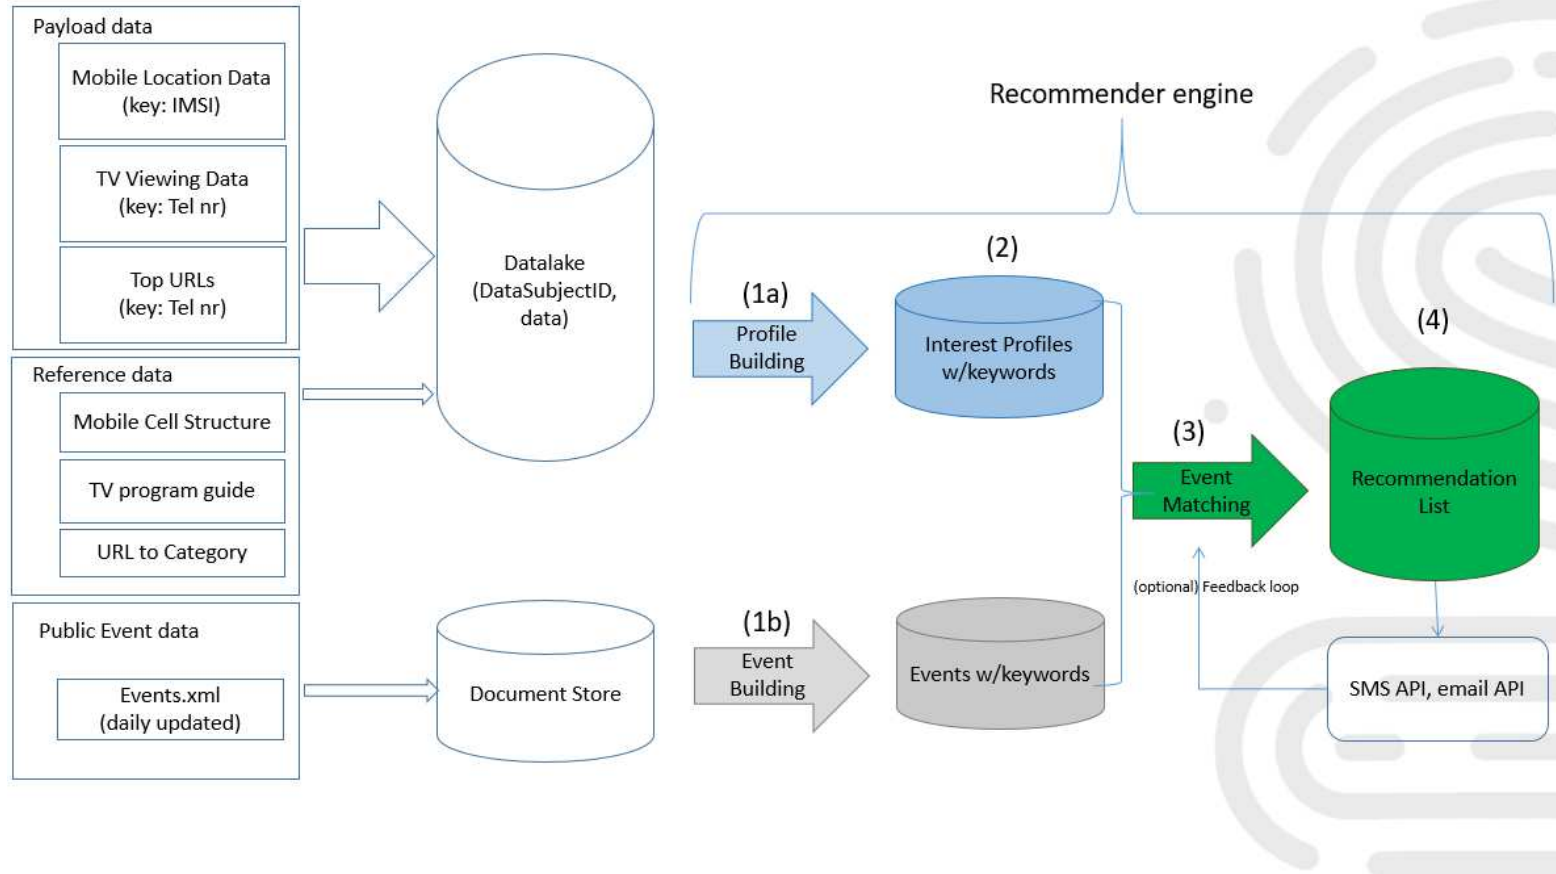 Payload data
Mobile Location Data
(key: IMSI)
TV Viewing Data
(key: Tel nr)
Top URLs
(key: Tel nr)
Reference data
Mobile Cell Structure
TV program guide
URL to Category
Public Event data
Events.xml
(daily updated)
Datalake
(DataSubjectID,
data)
Document Store
Recommender engine
(1a)
Profile
Building
(2)
Interest Profiles
w/keywords
(1b)
Event
Building
Events w/keywords
(3)
Event
Matching
(optional) Feedback loop
(4)
Recommendation
List
SMS API, email API